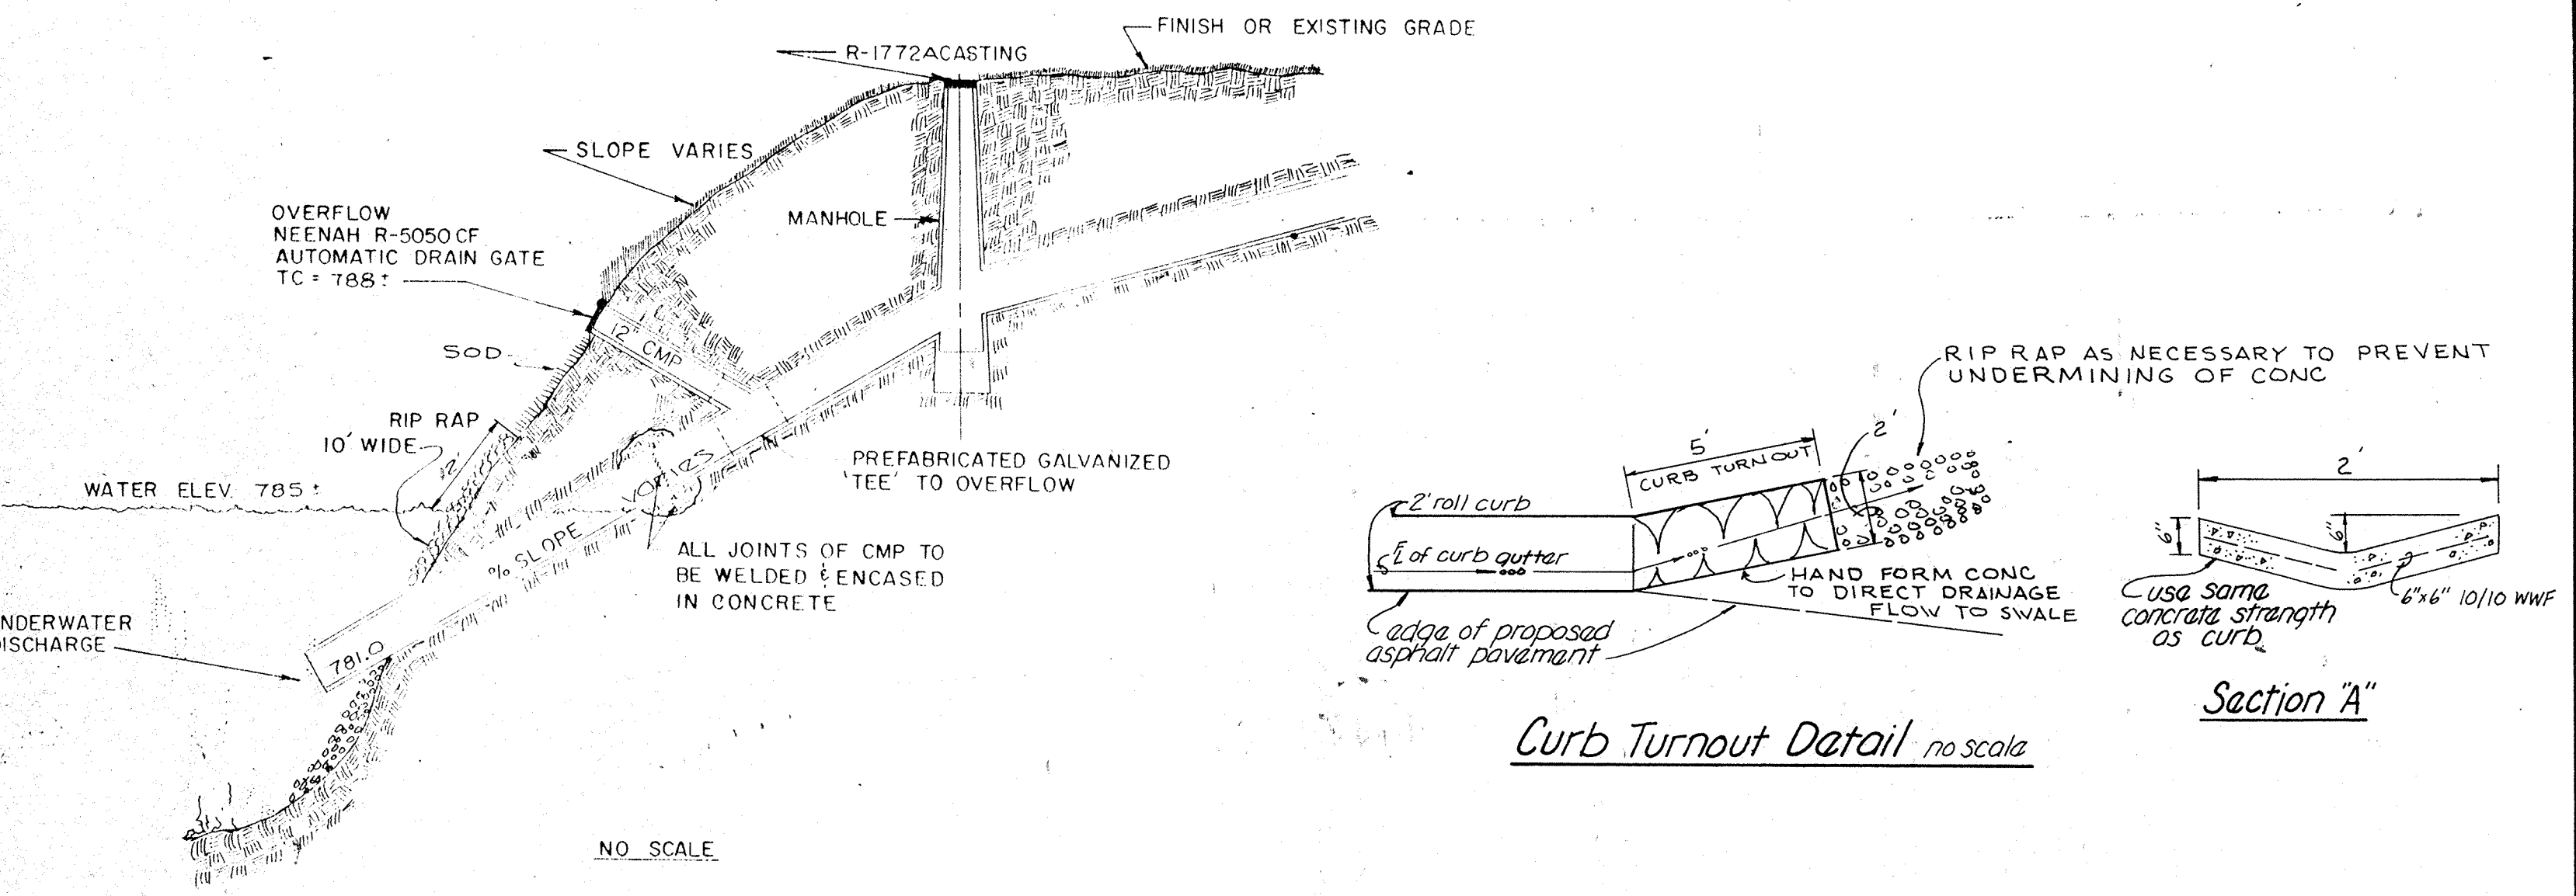 FINISH OR EXISTING GRADE
R-1772A CASTING
SLOPE VARIES
OVERFLOW
NEENAH R-5050 CF
AUTOMATIC DRAIN GATE
TC = 788±
MANHOLE
12" CMP
SOD
RIP RAP
10' WIDE
12'
WATER ELEV. 785±
% SLOPE VARIES
PREFABRICATED GALVANIZED
'TEE' TO OVERFLOW
ALL JOINTS OF CMP TO
BE WELDED & ENCASED
IN CONCRETE
NDERWATER
ISCHARGE
781.0
NO SCALE
RIP RAP AS NECESSARY TO PREVENT
UNDERMINING OF CONC
5'
CURB TURNOUT
2'
2' roll curb
℄ of curb gutter
HAND FORM CONC
TO DIRECT DRAINAGE
FLOW TO SWALE
edge of proposed
asphalt pavement
Curb Turnout Detail no scale
2'
6"
6"
use same
concrete strength
as curb.
6"x6" 10/10 WWF
Section "A"